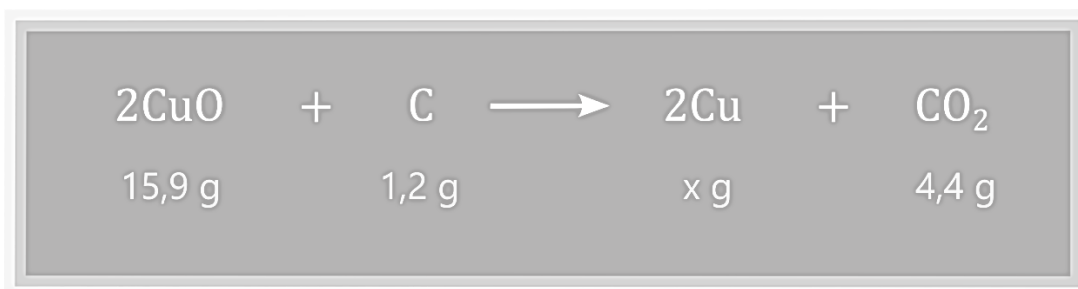 2CuO + C ⟶ 2Cu + CO₂
15,9 g 1,2 g x g 4,4 g